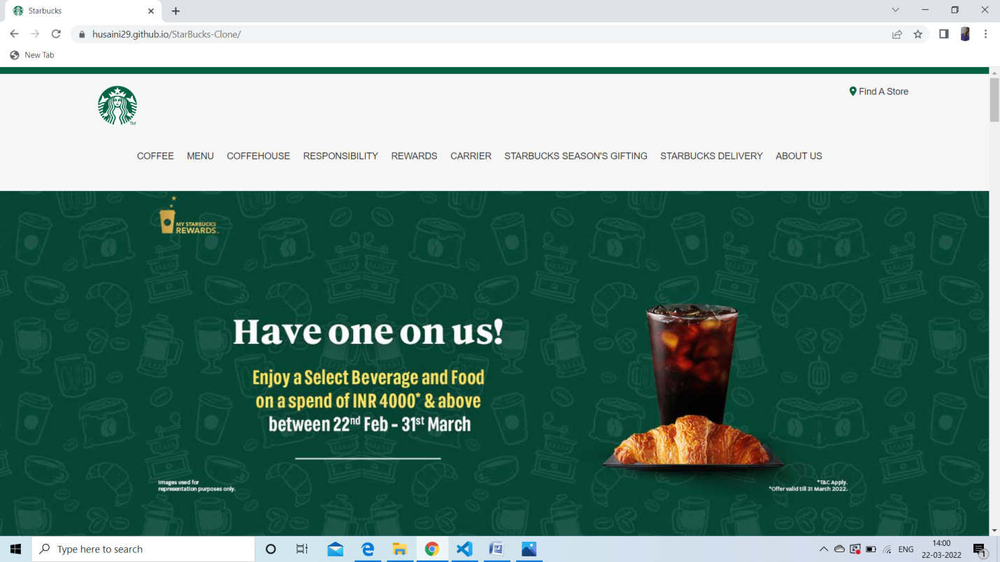 Starbucks
husaini29.github.io/StarBucks-Clone/
New Tab
TM
Find A Store
COFFEE MENU COFFEHOUSE RESPONSIBILITY REWARDS CARRIER STARBUCKS SEASON'S GIFTING STARBUCKS DELIVERY ABOUT US
MY STARBUCKS
REWARDS
Have one on us!
Enjoy a Select Beverage and Food
on a spend of INR 4000* & above
between 22nd Feb - 31st March
Images used for
representation purposes only.
*T&C Apply.
*Offer valid till 31 March 2022.
Type here to search
ENG
14:00
22-03-2022
1